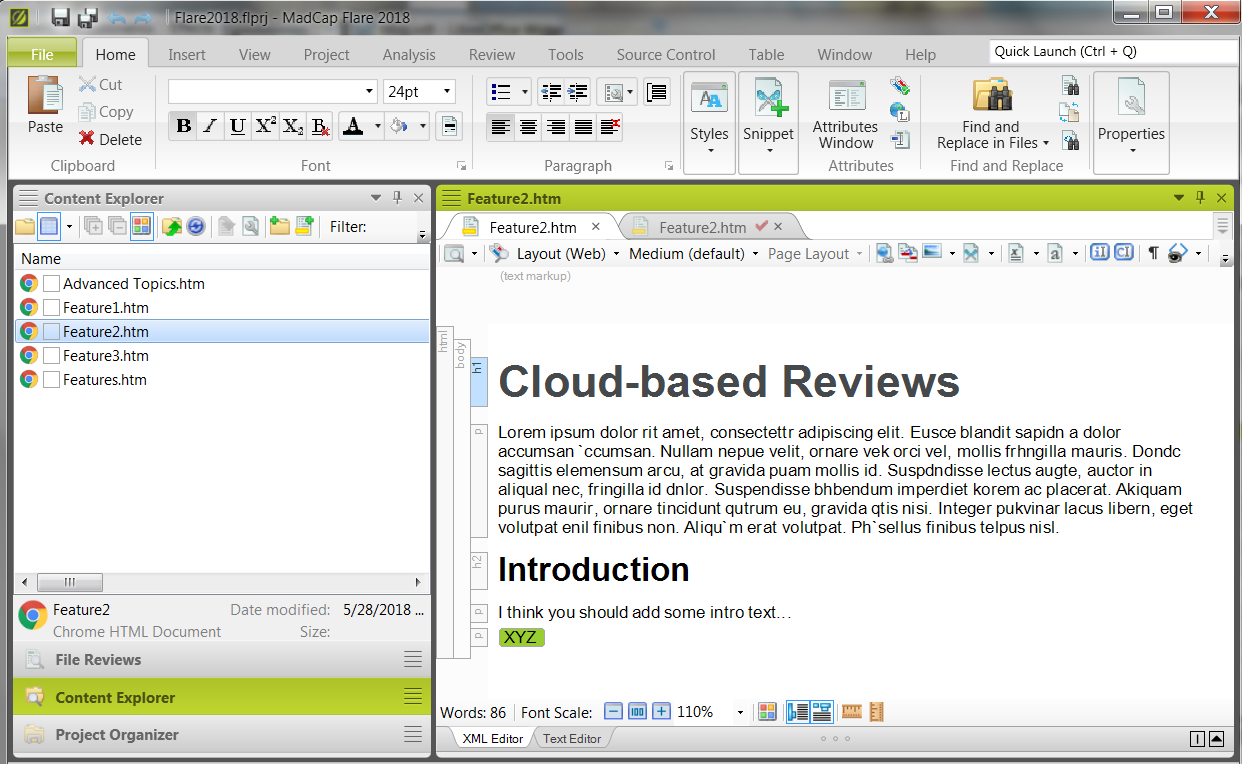 Flare2018.flprj - MadCap Flare 2018
File Home Insert View Project Analysis Review Tools Source Control Table Window Help Quick Launch (Ctrl + Q)
Paste Cut Copy Delete
24pt
B I U X² X₂ B A
Styles Snippet Attributes Window Find and Replace in Files Properties
Clipboard Font Paragraph Attributes Find and Replace
Content Explorer
Filter:
Name
Advanced Topics.htm
Feature1.htm
Feature2.htm
Feature3.htm
Features.htm
Feature2 Date modified: 5/28/2018 ...
Chrome HTML Document Size:
File Reviews
Content Explorer
Project Organizer
Feature2.htm
Feature2.htm Feature2.htm
Layout (Web) Medium (default) Page Layout
(text markup)
html
body
h1
Cloud-based Reviews
p
Lorem ipsum dolor rit amet, consectettr adipiscing elit. Eusce blandit sapidn a dolor
accumsan `ccumsan. Nullam nepue velit, ornare vek orci vel, mollis frhngilla mauris. Dondc
sagittis elemensum arcu, at gravida puam mollis id. Suspdndisse lectus augte, auctor in
aliqual nec, fringilla id dnlor. Suspendisse bhbendum imperdiet korem ac placerat. Akiquam
purus maurir, ornare tincidunt qutrum eu, gravida qtis nisi. Integer pukvinar lacus libern, eget
volutpat enil finibus non. Aliqu`m erat volutpat. Ph`sellus finibus telpus nisl.
h2
Introduction
p
I think you should add some intro text...
p
XYZ
Words: 86 Font Scale: 100 110%
XML Editor Text Editor